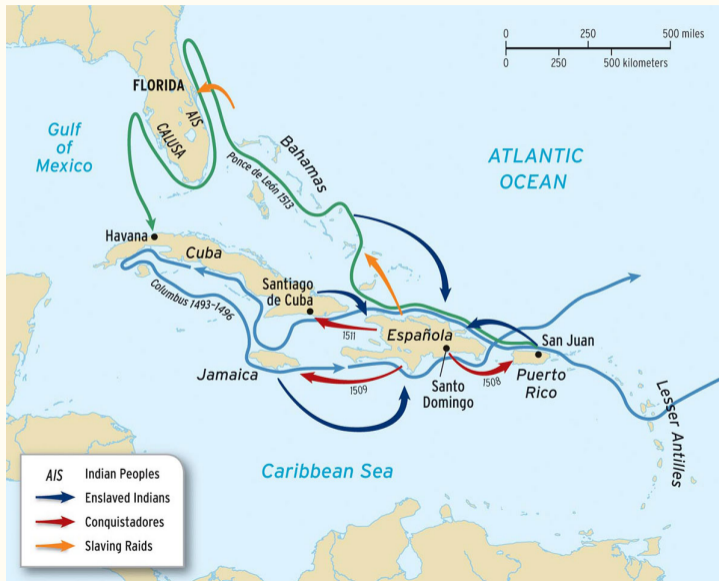 0 250 500 miles
0 250 500 kilometers
FLORIDA
AIS
CALUSA
Gulf
of
Mexico
Bahamas
Ponce de León 1513
ATLANTIC
OCEAN
Havana
Cuba
Columbus 1493–1496
Santiago
de Cuba
1511
Española
San Juan
Jamaica
1509
Santo
Domingo
1508
Puerto
Rico
Lesser Antilles
Caribbean Sea
AIS Indian Peoples
Enslaved Indians
Conquistadores
Slaving Raids